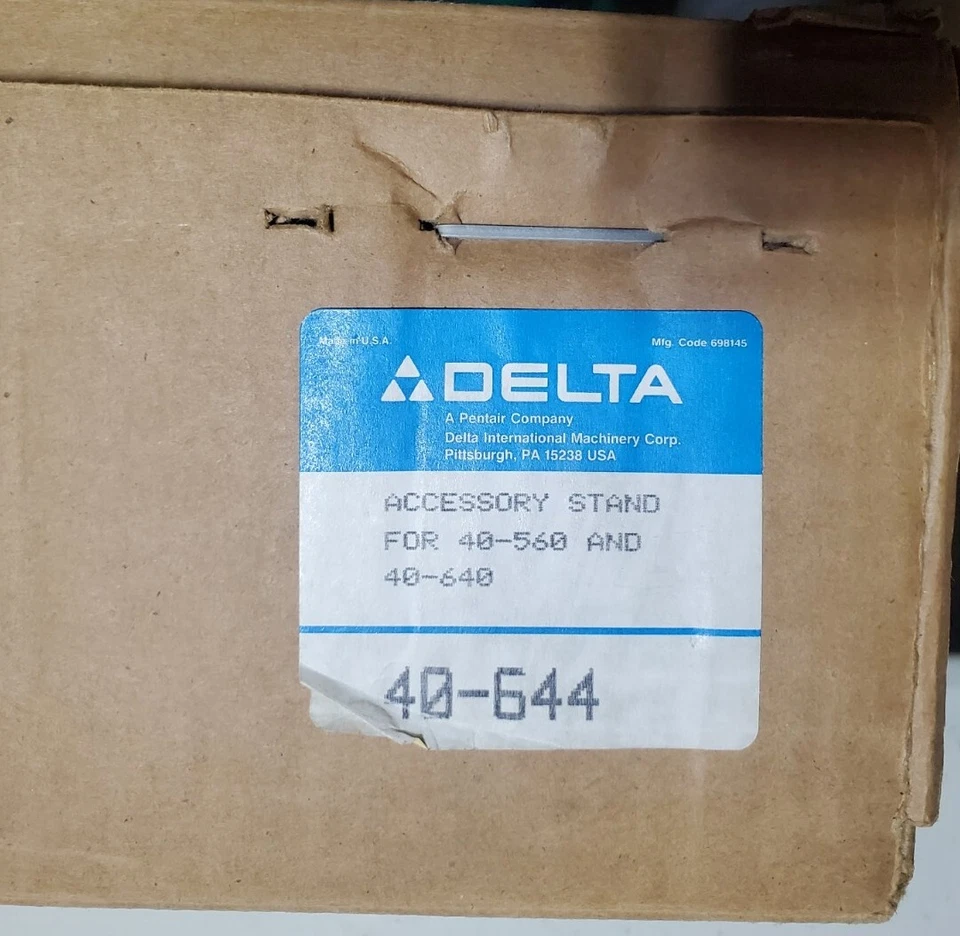 Made in U.S.A.
Mfg. Code 698145
DELTA
A Pentair Company
Delta International Machinery Corp.
Pittsburgh, PA 15238 USA
ACCESSORY STAND
FOR 40-560 AND
40-640
40-644